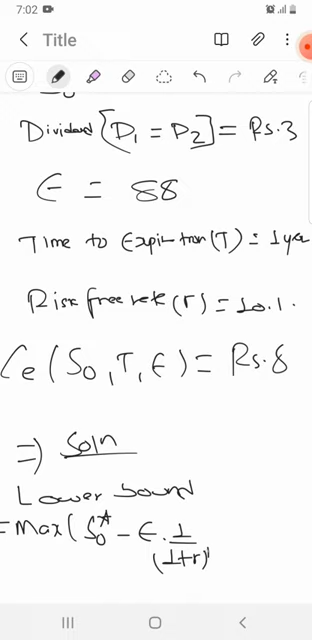 7:02
Title
Dividend [D₁ = D₂] = Rs.3
E = 88
Time to Expiration (T) = 1 year
Risk free rate (r) = 10%
Ce (S₀, T, E) = Rs.8
⇒ Soln
Lower bound
= Max (S₀* - E. 1/(1+r)¹